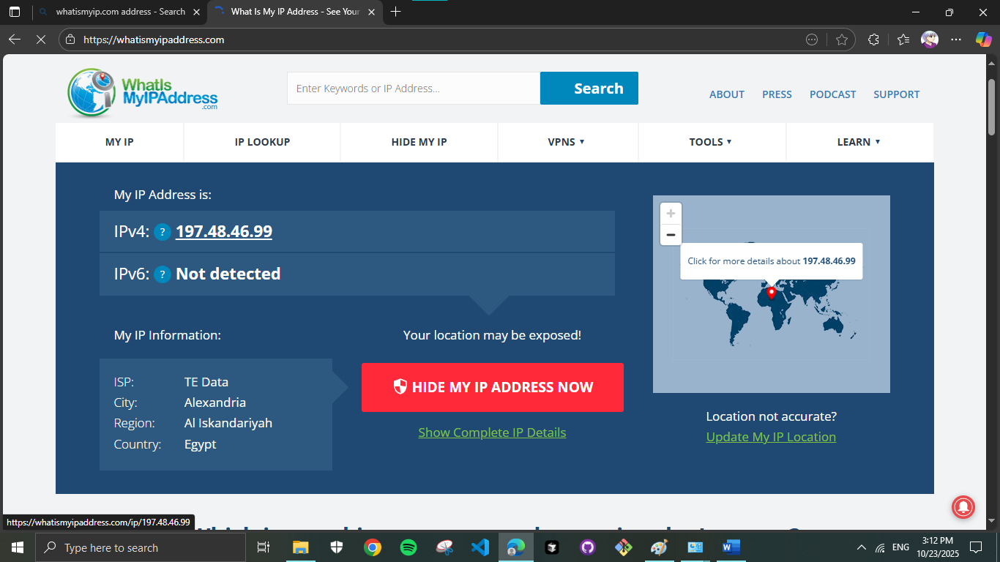 whatismyip.com address - Search
What Is My IP Address - See Your
https://whatismyipaddress.com
WhatIs
MyIPAddress
.com
Enter Keywords or IP Address...
Search
ABOUT PRESS PODCAST SUPPORT
MY IP IP LOOKUP HIDE MY IP VPNS TOOLS LEARN
My IP Address is:
IPv4: ? 197.48.46.99
IPv6: ? Not detected
+
−
Click for more details about 197.48.46.99
My IP Information:
ISP: TE Data
City: Alexandria
Region: Al Iskandariyah
Country: Egypt
Your location may be exposed!
HIDE MY IP ADDRESS NOW
Show Complete IP Details
Location not accurate?
Update My IP Location
https://whatismyipaddress.com/ip/197.48.46.99
Type here to search
ENG
3:12 PM
10/23/2025